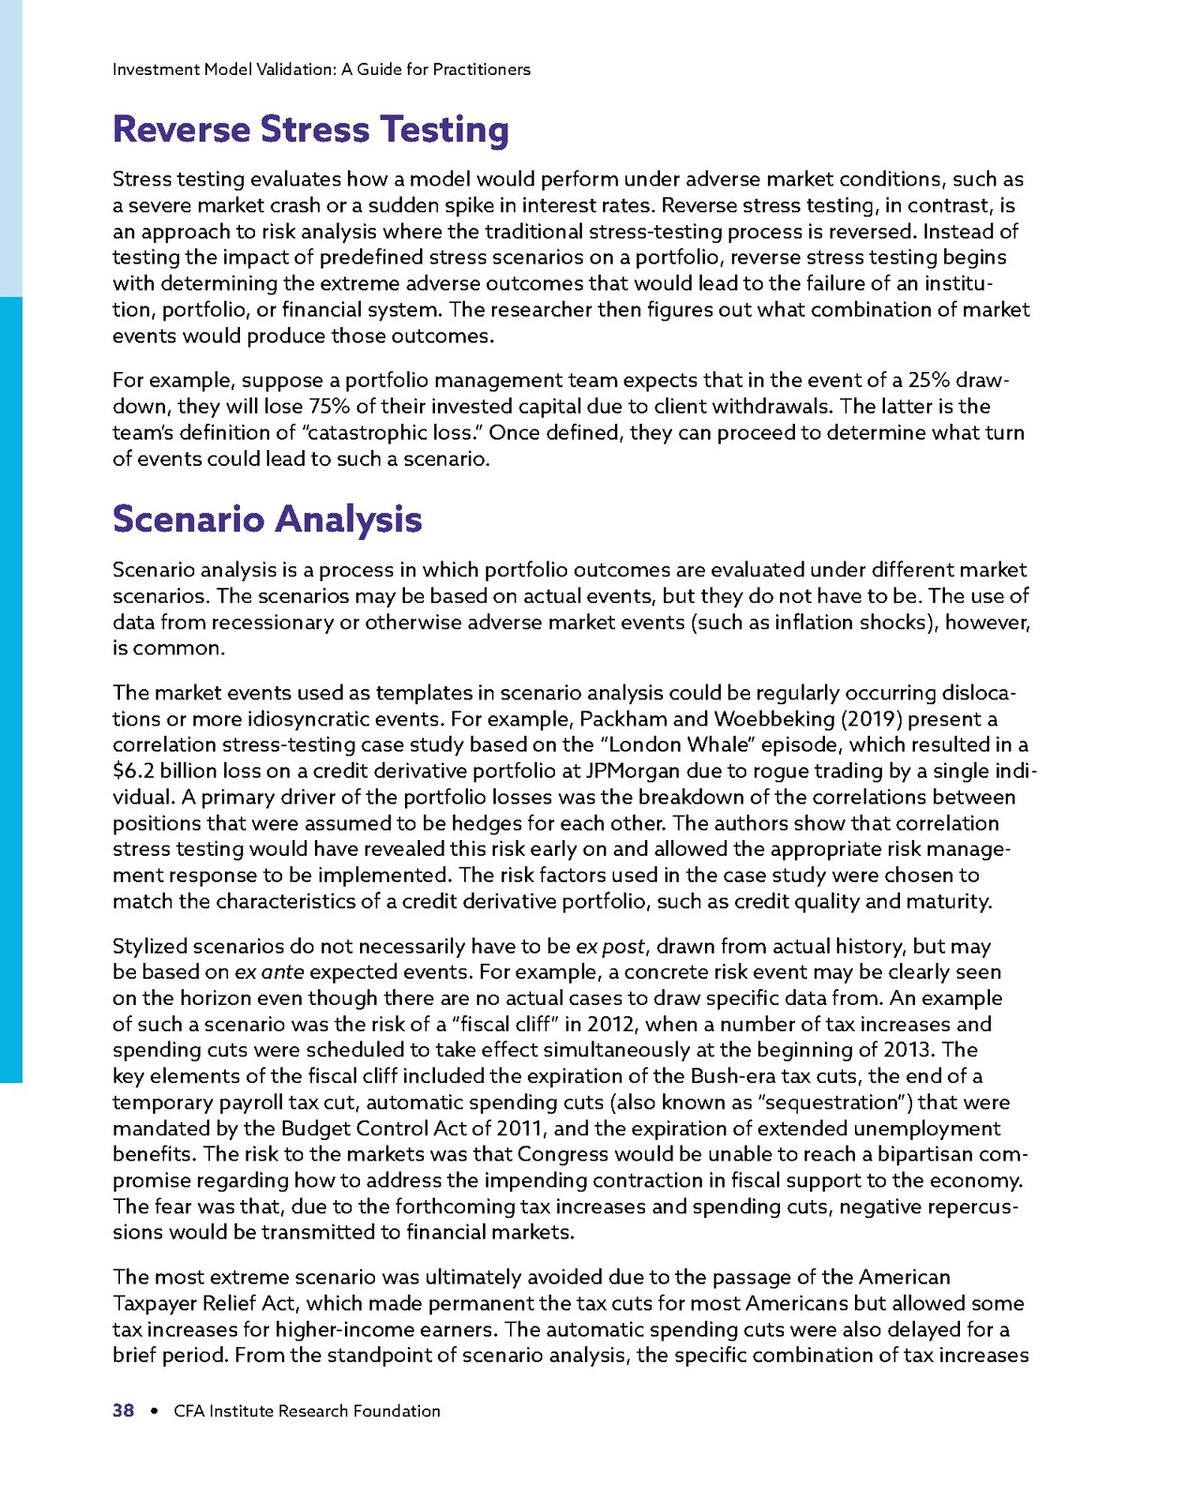 Investment Model Validation: A Guide for Practitioners
Reverse Stress Testing
Stress testing evaluates how a model would perform under adverse market conditions, such as
a severe market crash or a sudden spike in interest rates. Reverse stress testing, in contrast, is
an approach to risk analysis where the traditional stress-testing process is reversed. Instead of
testing the impact of predefined stress scenarios on a portfolio, reverse stress testing begins
with determining the extreme adverse outcomes that would lead to the failure of an institu-
tion, portfolio, or financial system. The researcher then figures out what combination of market
events would produce those outcomes.
For example, suppose a portfolio management team expects that in the event of a 25% draw-
down, they will lose 75% of their invested capital due to client withdrawals. The latter is the
team’s definition of “catastrophic loss.” Once defined, they can proceed to determine what turn
of events could lead to such a scenario.
Scenario Analysis
Scenario analysis is a process in which portfolio outcomes are evaluated under different market
scenarios. The scenarios may be based on actual events, but they do not have to be. The use of
data from recessionary or otherwise adverse market events (such as inflation shocks), however,
is common.
The market events used as templates in scenario analysis could be regularly occurring disloca-
tions or more idiosyncratic events. For example, Packham and Woebbeking (2019) present a
correlation stress-testing case study based on the “London Whale” episode, which resulted in a
$6.2 billion loss on a credit derivative portfolio at JPMorgan due to rogue trading by a single indi-
vidual. A primary driver of the portfolio losses was the breakdown of the correlations between
positions that were assumed to be hedges for each other. The authors show that correlation
stress testing would have revealed this risk early on and allowed the appropriate risk manage-
ment response to be implemented. The risk factors used in the case study were chosen to
match the characteristics of a credit derivative portfolio, such as credit quality and maturity.
Stylized scenarios do not necessarily have to be ex post, drawn from actual history, but may
be based on ex ante expected events. For example, a concrete risk event may be clearly seen
on the horizon even though there are no actual cases to draw specific data from. An example
of such a scenario was the risk of a “fiscal cliff” in 2012, when a number of tax increases and
spending cuts were scheduled to take effect simultaneously at the beginning of 2013. The
key elements of the fiscal cliff included the expiration of the Bush-era tax cuts, the end of a
temporary payroll tax cut, automatic spending cuts (also known as “sequestration”) that were
mandated by the Budget Control Act of 2011, and the expiration of extended unemployment
benefits. The risk to the markets was that Congress would be unable to reach a bipartisan com-
promise regarding how to address the impending contraction in fiscal support to the economy.
The fear was that, due to the forthcoming tax increases and spending cuts, negative repercus-
sions would be transmitted to financial markets.
The most extreme scenario was ultimately avoided due to the passage of the American
Taxpayer Relief Act, which made permanent the tax cuts for most Americans but allowed some
tax increases for higher-income earners. The automatic spending cuts were also delayed for a
brief period. From the standpoint of scenario analysis, the specific combination of tax increases
38 • CFA Institute Research Foundation